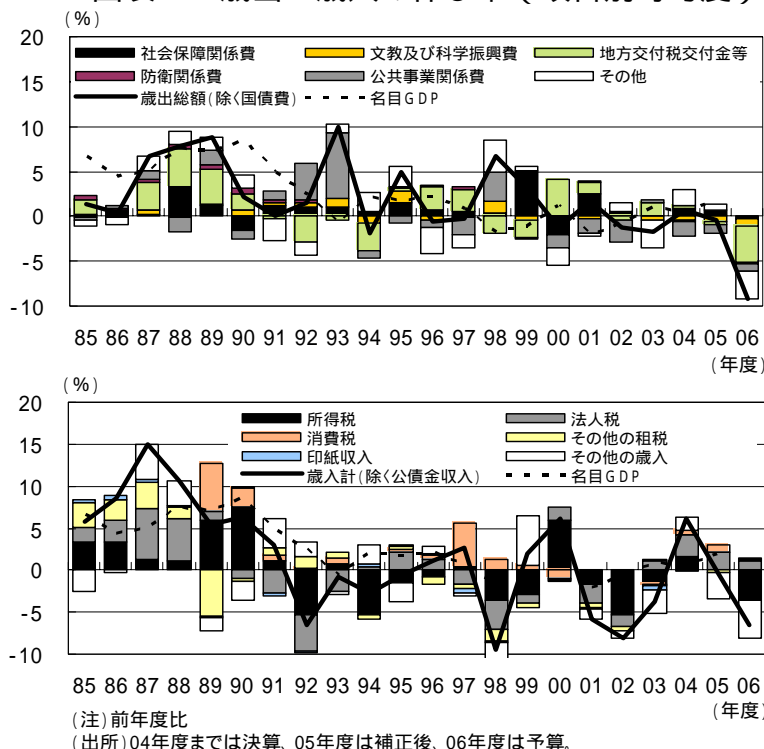 (%)
20
15
10
5
0
-5
-10
社会保障関係費 文教及び科学振興費 地方交付税交付金等
防衛関係費 公共事業関係費 その他
歳出総額(除く国債費) 名目GDP
85 86 87 88 89 90 91 92 93 94 95 96 97 98 99 00 01 02 03 04 05 06
(年度)
(%)
20
15
10
5
0
-5
-10
所得税 法人税
消費税 その他の租税
印紙収入 その他の歳入
歳入計(除く公債金収入) 名目GDP
85 86 87 88 89 90 91 92 93 94 95 96 97 98 99 00 01 02 03 04 05 06
(年度)
(注)前年度比
(出所)04年度までは決算、05年度は補正後、06年度は予算。